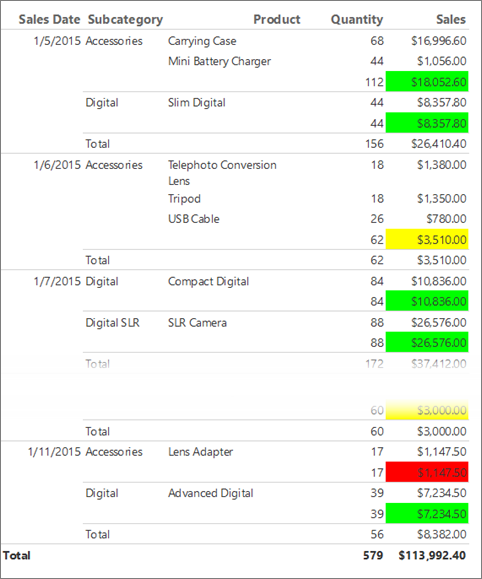 Sales Date Subcategory Product Quantity Sales
1/5/2015 Accessories Carrying Case 68 $16,996.60
Mini Battery Charger 44 $1,056.00
112 $18,052.60
Digital Slim Digital 44 $8,357.80
44 $8,357.80
Total 156 $26,410.40
1/6/2015 Accessories Telephoto Conversion 18 $1,380.00
Lens
Tripod 18 $1,350.00
USB Cable 26 $780.00
62 $3,510.00
Total 62 $3,510.00
1/7/2015 Digital Compact Digital 84 $10,836.00
84 $10,836.00
Digital SLR SLR Camera 88 $26,576.00
88 $26,576.00
Total 172 $37,412.00
60 $3,000.00
Total 60 $3,000.00
1/11/2015 Accessories Lens Adapter 17 $1,147.50
17 $1,147.50
Digital Advanced Digital 39 $7,234.50
39 $7,234.50
Total 56 $8,382.00
Total 579 $113,992.40